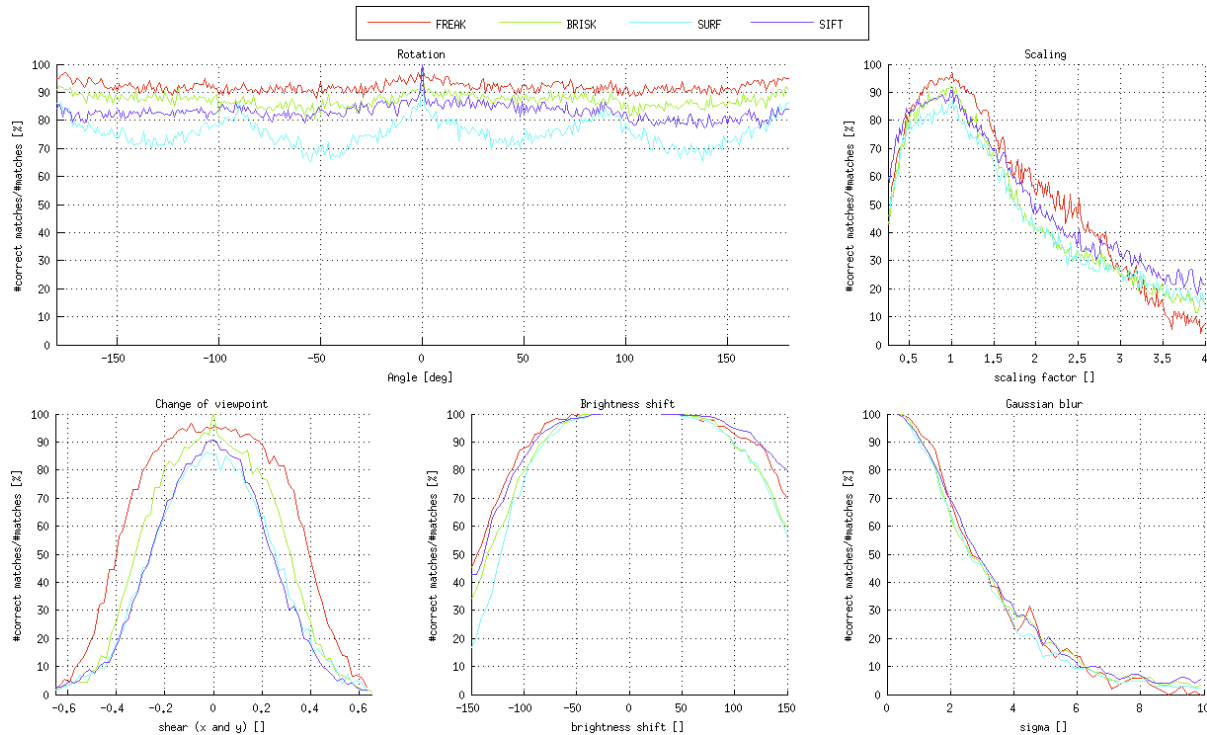 FREAK BRISK SURF SIFT
Rotation
#correct matches/#matches [%]
100
90
80
70
60
50
40
30
20
10
0
-150 -100 -50 0 50 100 150
Angle [deg]
Scaling
#correct matches/#matches [%]
100
90
80
70
60
50
40
30
20
10
0
0.5 1 1.5 2 2.5 3 3.5 4
scaling factor []
Change of viewpoint
#correct matches/#matches [%]
100
90
80
70
60
50
40
30
20
10
0
-0.6 -0.4 -0.2 0 0.2 0.4 0.6
shear (x and y) []
Brightness shift
#correct matches/#matches [%]
100
90
80
70
60
50
40
30
20
10
0
-150 -100 -50 0 50 100 150
brightness shift []
Gaussian blur
#correct matches/#matches [%]
100
90
80
70
60
50
40
30
20
10
0
0 2 4 6 8 10
sigma []